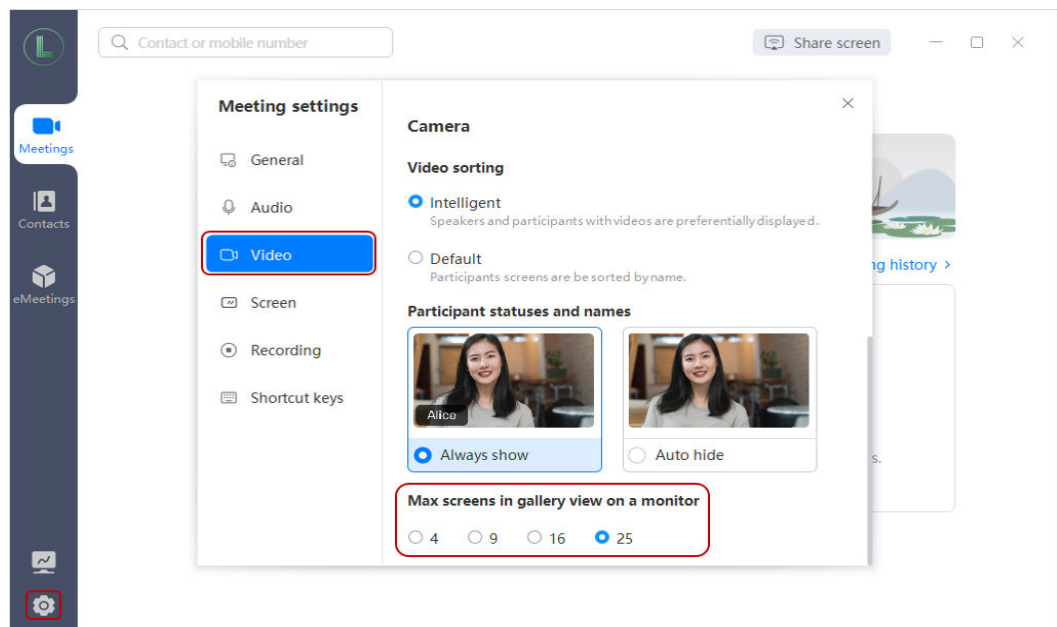 L
Contact or mobile number
Share screen
Meetings
Contacts
eMeetings
Meeting settings
General
Audio
Video
Screen
Recording
Shortcut keys
Camera
Video sorting
Intelligent
Speakers and participants with videos are preferentially displayed.
Default
Participants screens are be sorted by name.
Participant statuses and names
Alice
Always show
Auto hide
Max screens in gallery view on a monitor
4 9 16 25
ng history >
s.